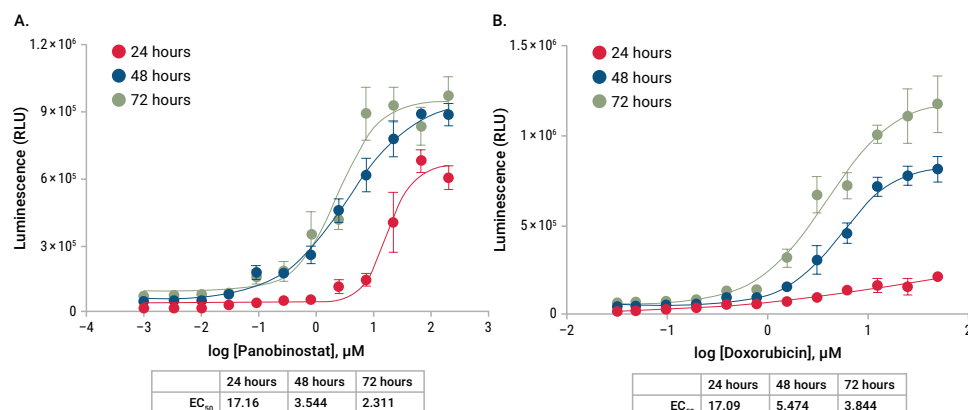 A.
1.2 × 10⁶
9 × 10⁵
6 × 10⁵
3 × 10⁵
0
Luminescence (RLU)
24 hours
48 hours
72 hours
−4 −3 −2 −1 0 1 2 3
log [Panobinostat], µM
24 hours 48 hours 72 hours
EC₅₀ 17.16 3.544 2.311
B.
1.5 × 10⁶
1 × 10⁶
5 × 10⁵
0
Luminescence (RLU)
24 hours
48 hours
72 hours
−2 −1 0 1 2
log [Doxorubicin], µM
24 hours 48 hours 72 hours
EC₅₀ 17.09 5.474 3.844